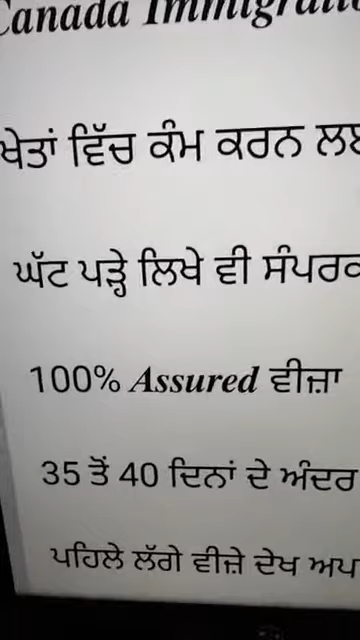 Canada
ਖੇਤਾਂ ਵਿੱਚ ਕੰਮ ਕਰਨ
ਘੱਟ ਪੜ੍ਹੇ ਲਿਖੇ ਵੀ
100% Assured ਵੀਜ਼ਾ
35 ਤੋਂ 40 ਦਿਨਾਂ ਦੇ ਅੰਦਰ
ਪਹਿਲੇ ਲੱਗੇ ਵੀਜ਼ੇ ਦੇਖ